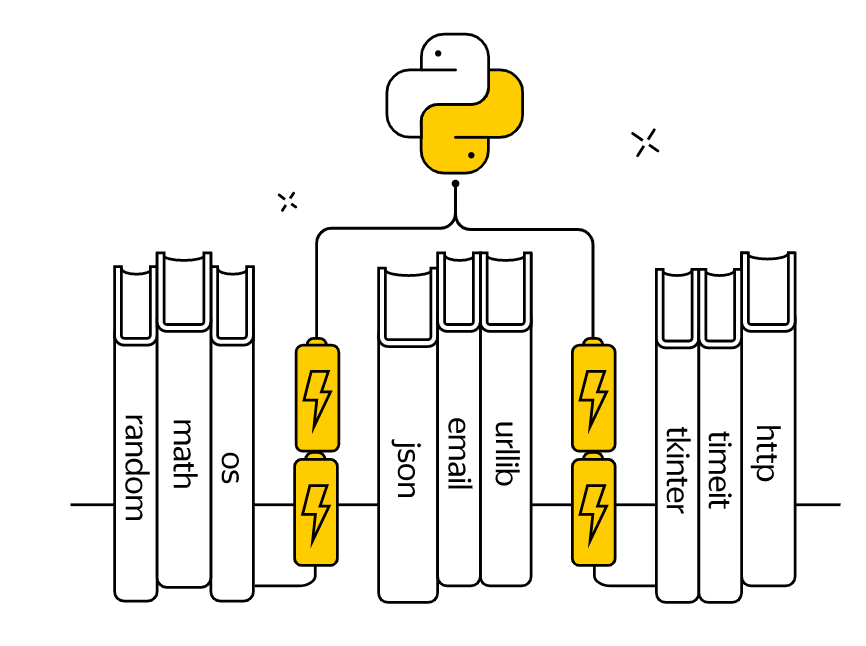 random
math
os
json
email
urllib
tkinter
timeit
http